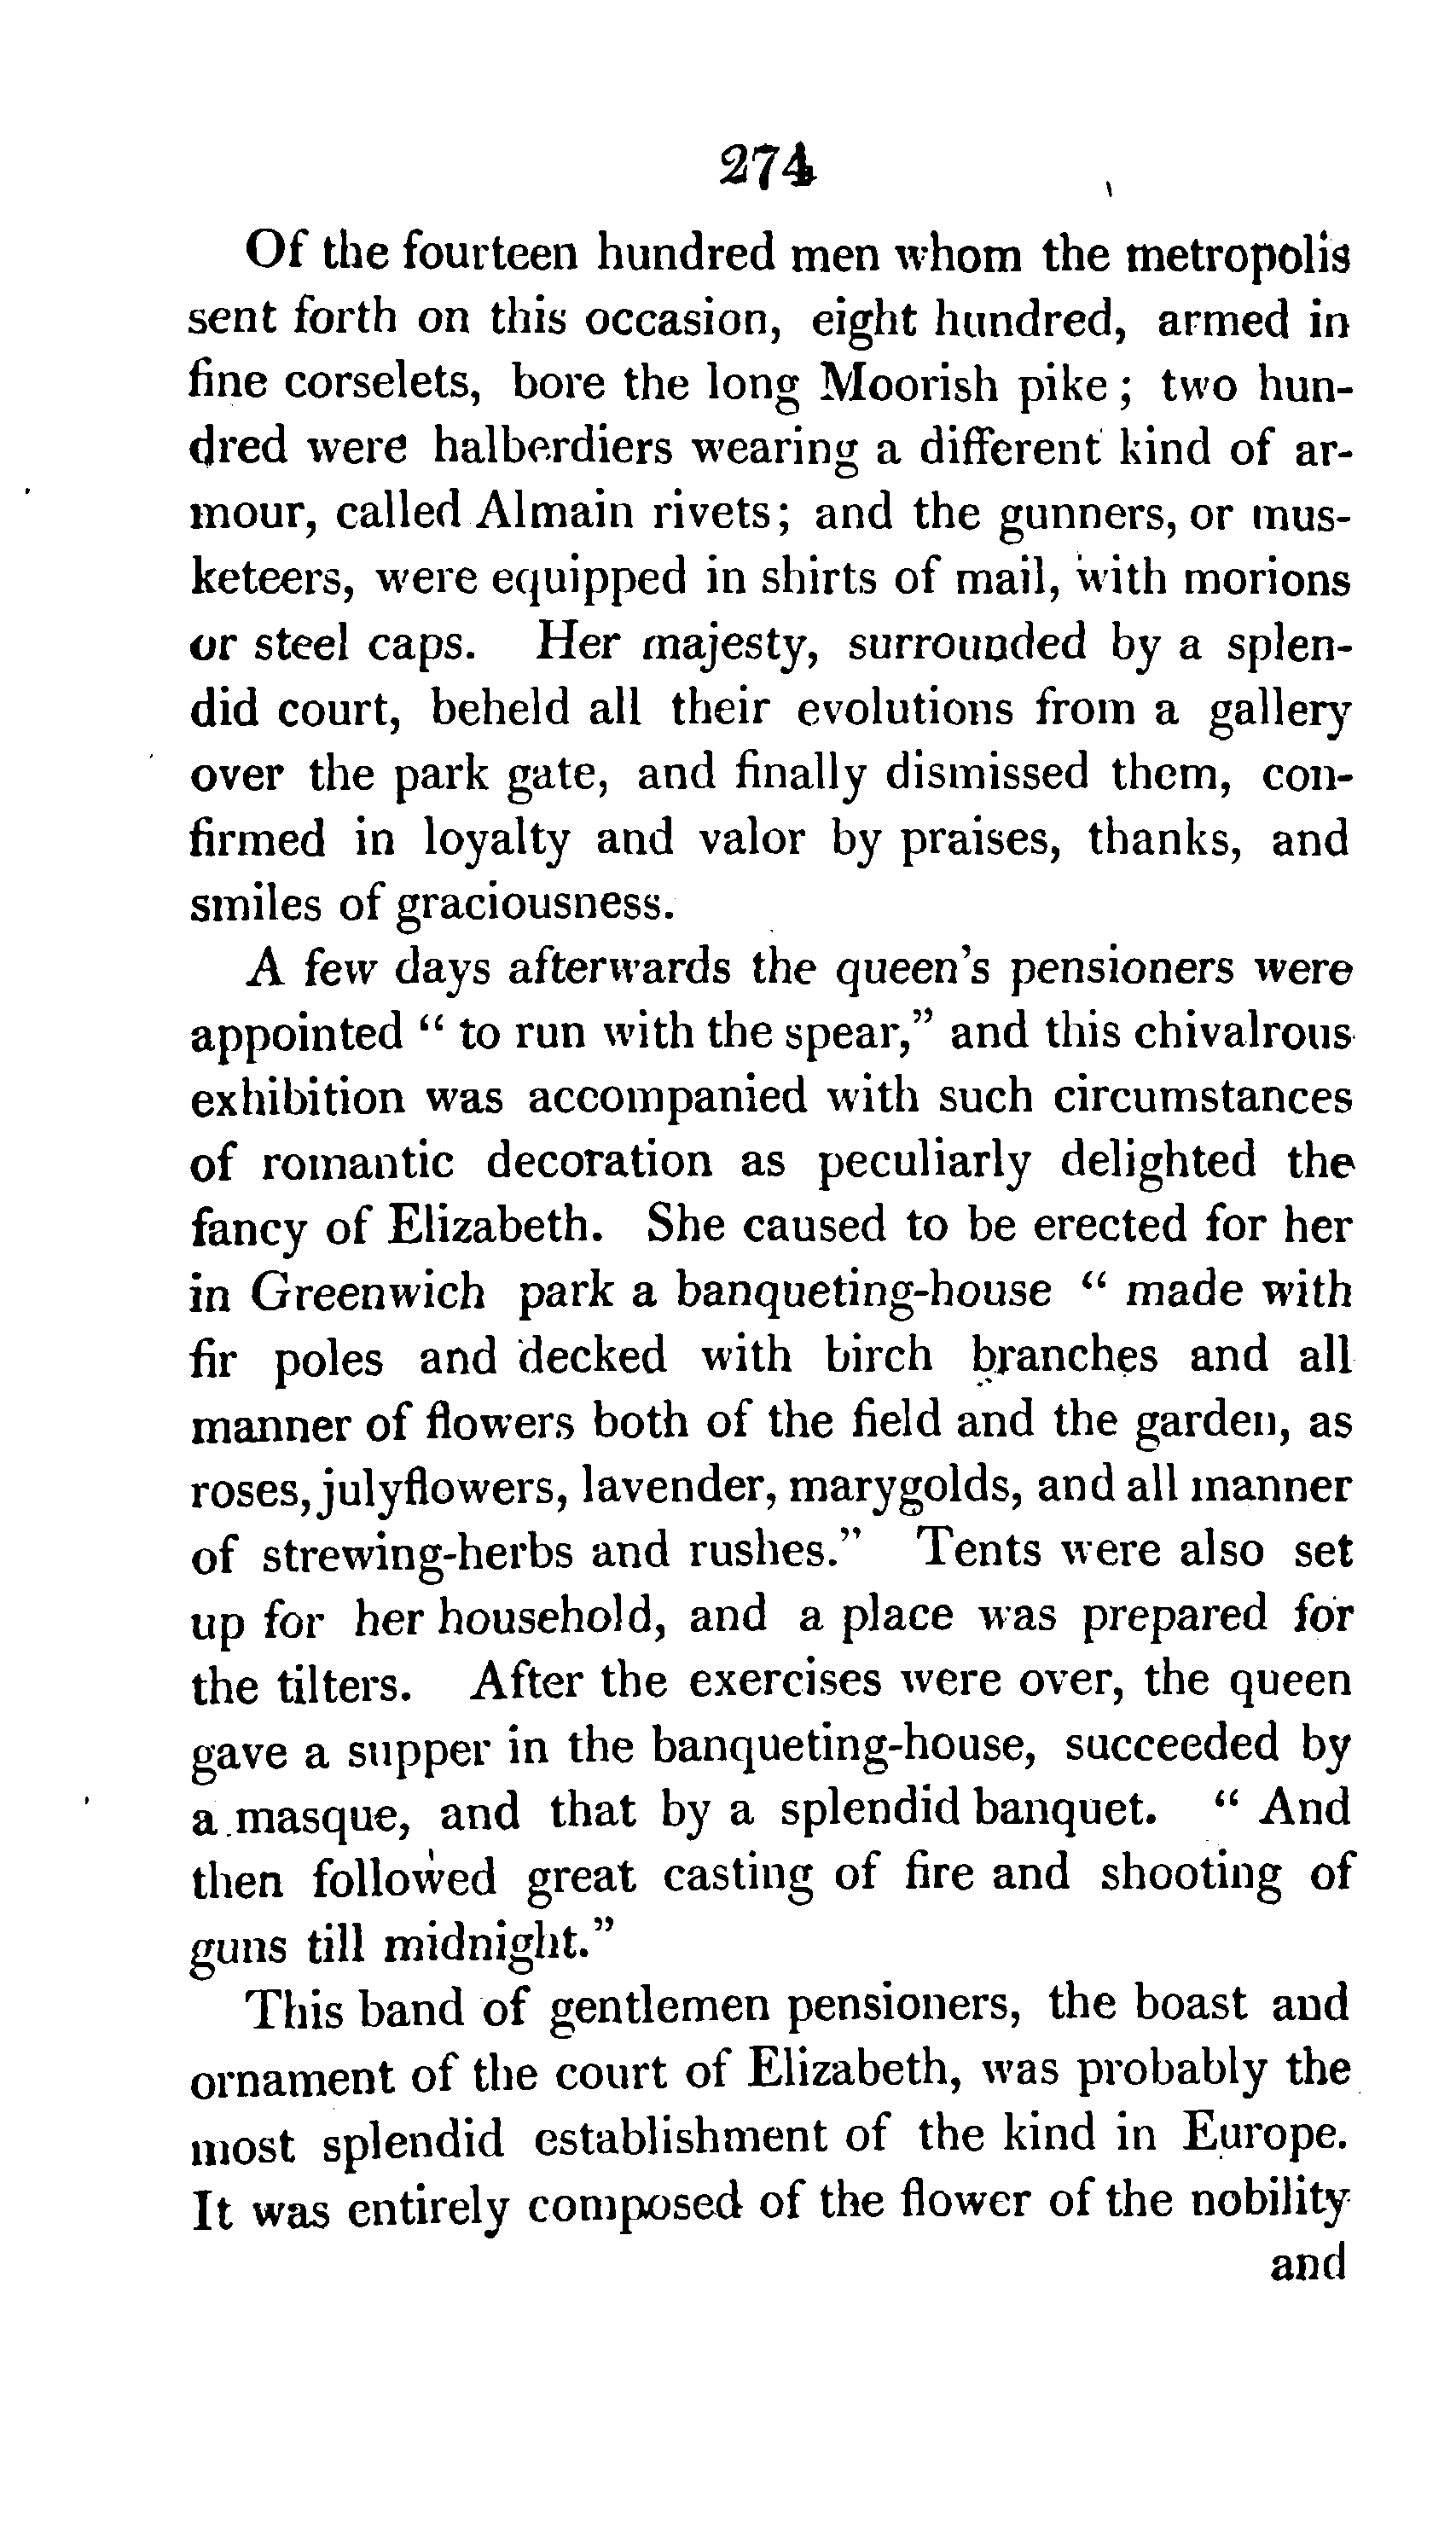 274
Of the fourteen hundred men whom the metropolis
sent forth on this occasion, eight hundred, armed in
fine corselets, bore the long Moorish pike; two hun-
dred were halberdiers wearing a different kind of ar-
mour, called Almain rivets; and the gunners, or mus-
keteers, were equipped in shirts of mail, with morions
or steel caps. Her majesty, surrounded by a splen-
did court, beheld all their evolutions from a gallery
over the park gate, and finally dismissed them, con-
firmed in loyalty and valor by praises, thanks, and
smiles of graciousness.
A few days afterwards the queen's pensioners were
appointed “ to run with the spear,” and this chivalrous
exhibition was accompanied with such circumstances
of romantic decoration as peculiarly delighted the
fancy of Elizabeth. She caused to be erected for her
in Greenwich park a banqueting-house “ made with
fir poles and decked with birch branches and all
manner of flowers both of the field and the garden, as
roses, julyflowers, lavender, marygolds, and all manner
of strewing-herbs and rushes.” Tents were also set
up for her household, and a place was prepared for
the tilters. After the exercises were over, the queen
gave a supper in the banqueting-house, succeeded by
a masque, and that by a splendid banquet. “ And
then followed great casting of fire and shooting of
guns till midnight.”
This band of gentlemen pensioners, the boast and
ornament of the court of Elizabeth, was probably the
most splendid establishment of the kind in Europe.
It was entirely composed of the flower of the nobility
and